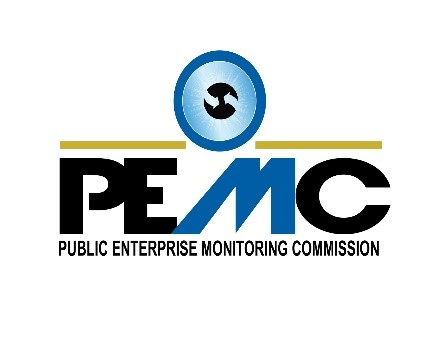 PEMC
PUBLIC ENTERPRISE MONITORING COMMISSION